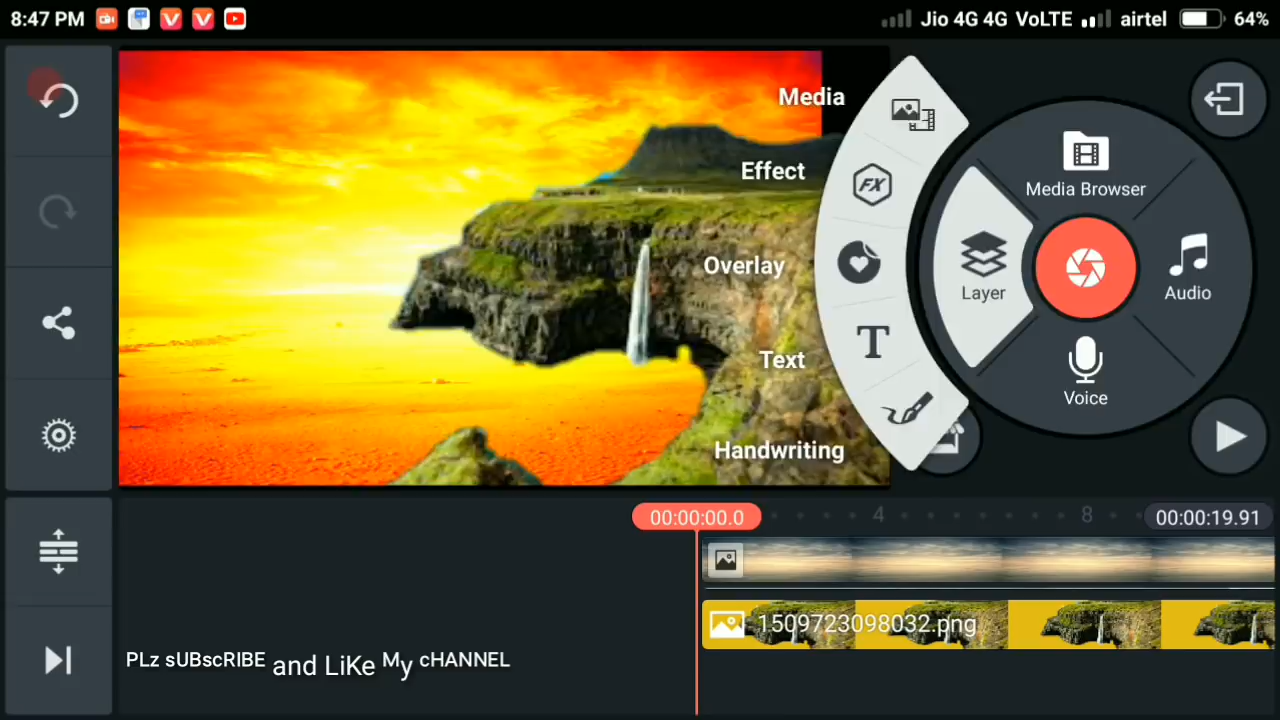 8:47 PM
Jio 4G 4G VoLTE airtel 64%
Media
Effect
Overlay
Text
Handwriting
FX
T
Media Browser
Layer
Audio
Voice
00:00:00.0
4
8
00:00:19.91
1509723098032.png
PLz sUBscRIBE and LiKe My cHANNEL